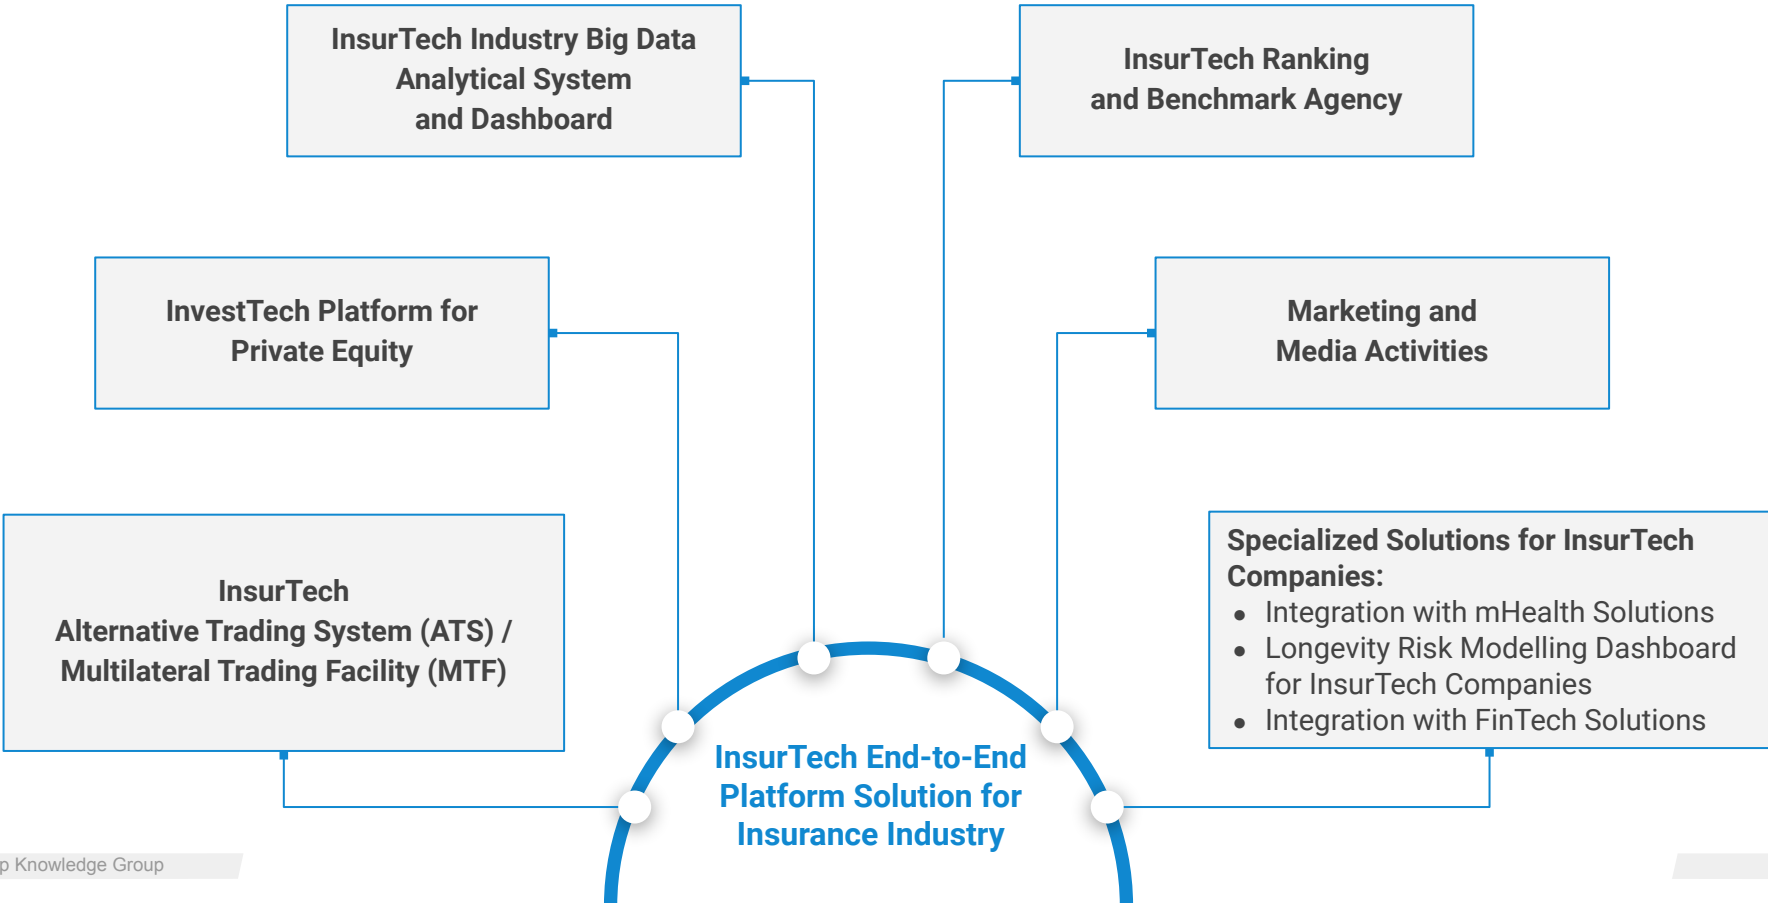 InsurTech Industry Big Data
Analytical System
and Dashboard
InsurTech Ranking
and Benchmark Agency
InvestTech Platform for
Private Equity
Marketing and
Media Activities
InsurTech
Alternative Trading System (ATS) /
Multilateral Trading Facility (MTF)
Specialized Solutions for InsurTech
Companies:
● Integration with mHealth Solutions
● Longevity Risk Modelling Dashboard
for InsurTech Companies
● Integration with FinTech Solutions
InsurTech End-to-End
Platform Solution for
Insurance Industry
p Knowledge Group